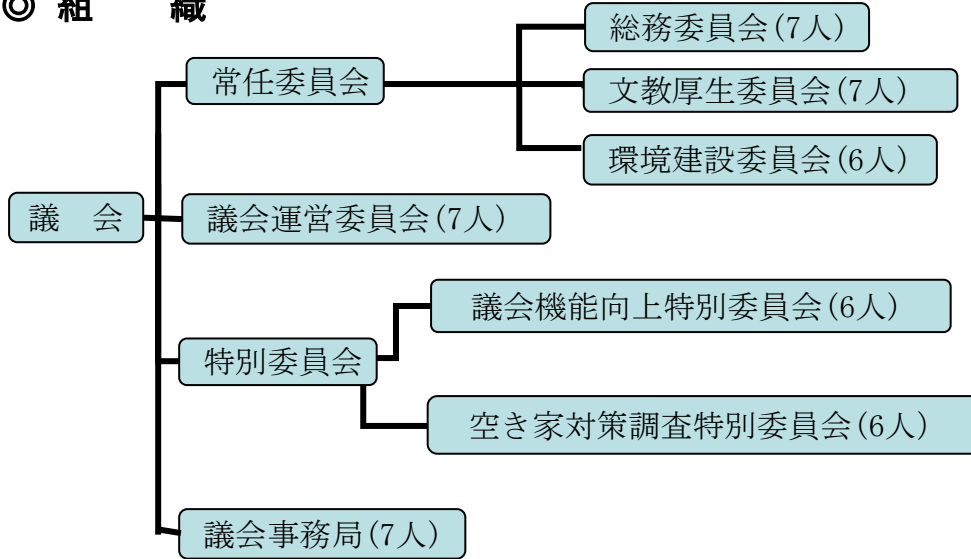 ◎ 組　　織
総務委員会(7人)
常任委員会
文教厚生委員会(7人)
環境建設委員会(6人)
議　会
議会運営委員会(7人)
議会機能向上特別委員会(6人)
特別委員会
空き家対策調査特別委員会(6人)
議会事務局(7人)